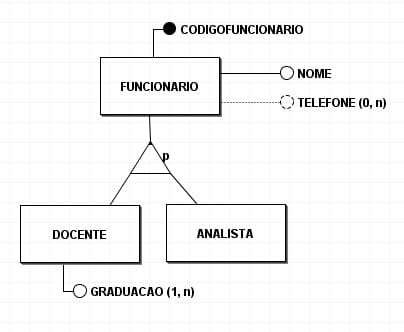 CODIGOFUNCIONARIO
FUNCIONARIO
NOME
TELEFONE (0, n)
p
DOCENTE
ANALISTA
GRADUACAO (1, n)